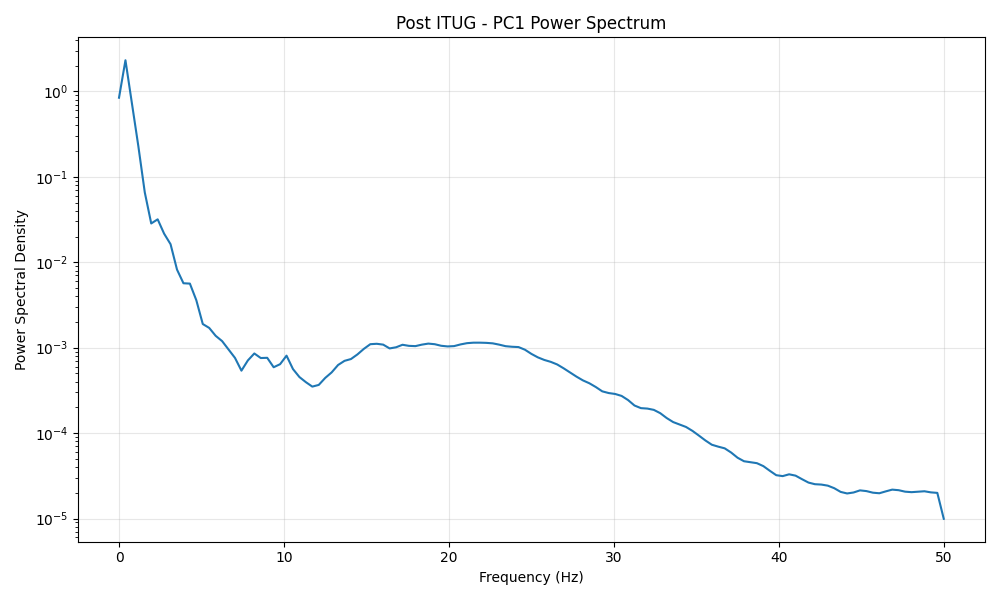 Post ITUG - PC1 Power Spectrum
Power Spectral Density
10⁰
10⁻¹
10⁻²
10⁻³
10⁻⁴
10⁻⁵
0 10 20 30 40 50
Frequency (Hz)